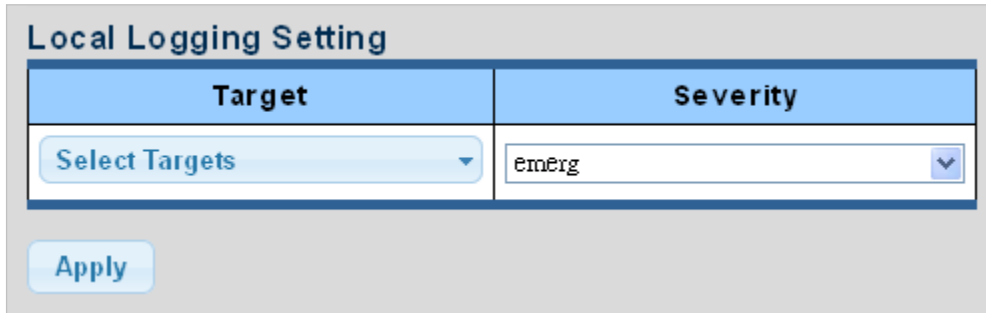 Local Logging Setting
Target Severity
Select Targets emerg
Apply